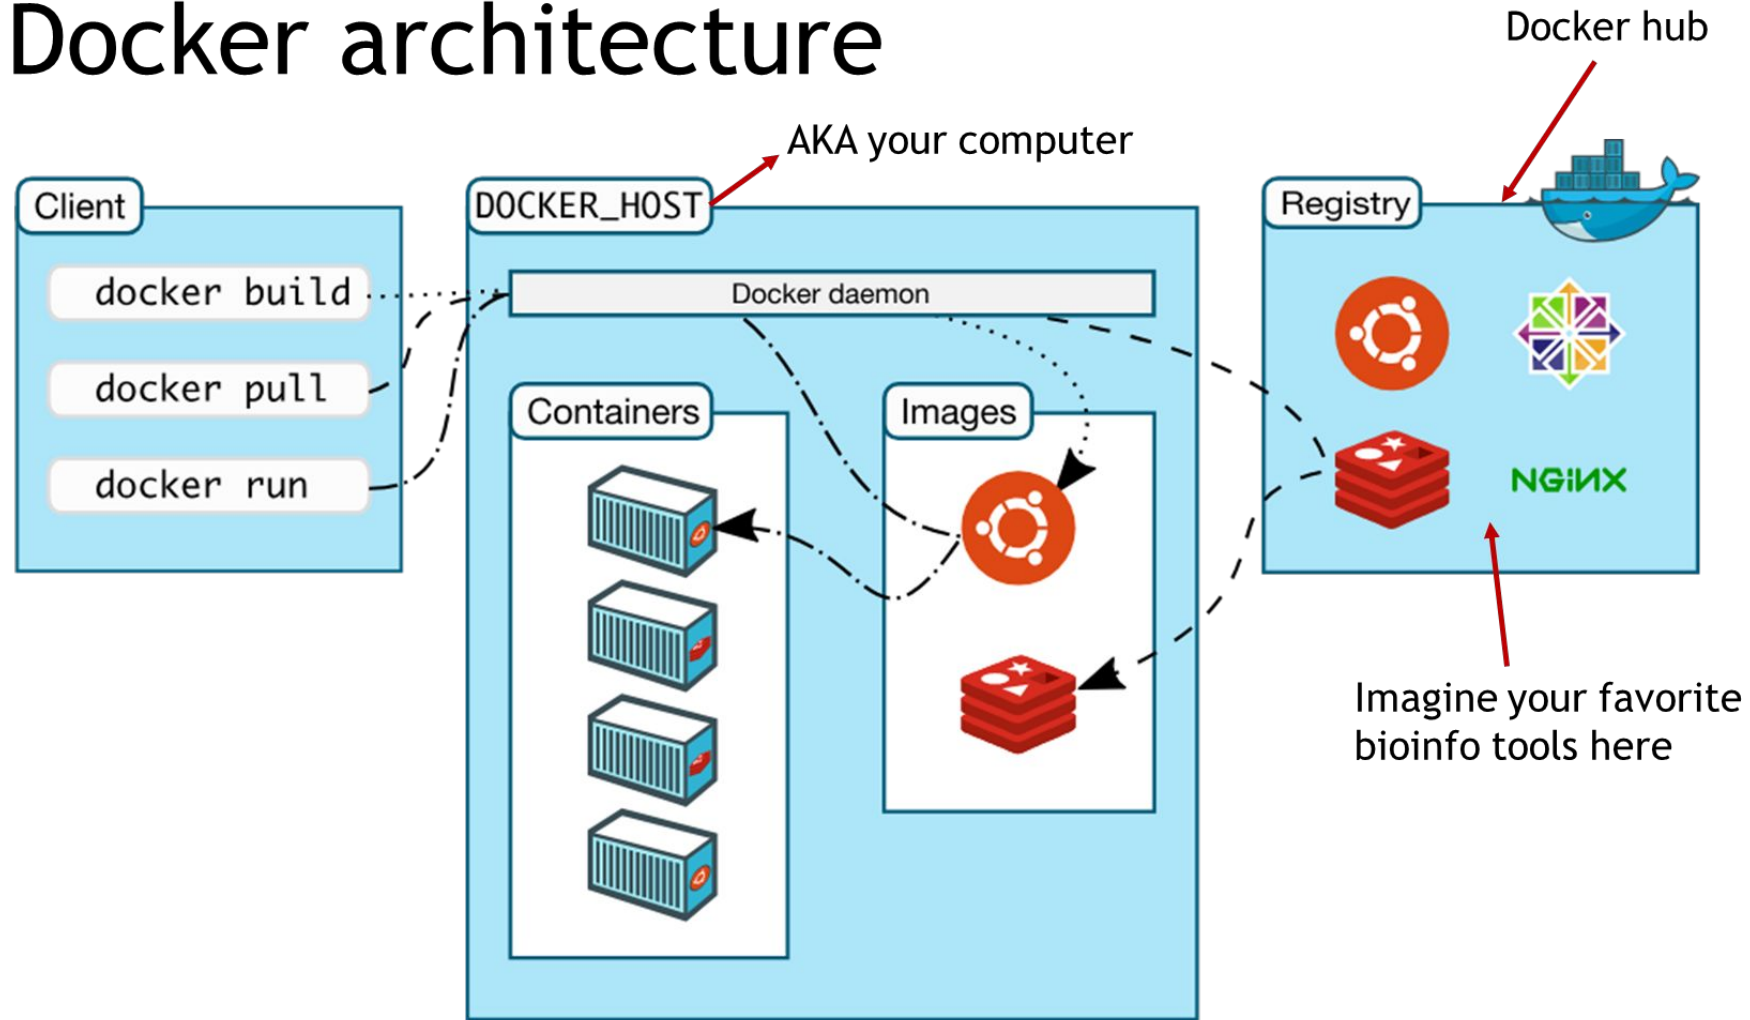 Docker architecture
Docker hub
AKA your computer
Client
DOCKER_HOST
Registry
docker build
Docker daemon
docker pull
Containers
Images
docker run
NGiNX
Imagine your favorite
bioinfo tools here